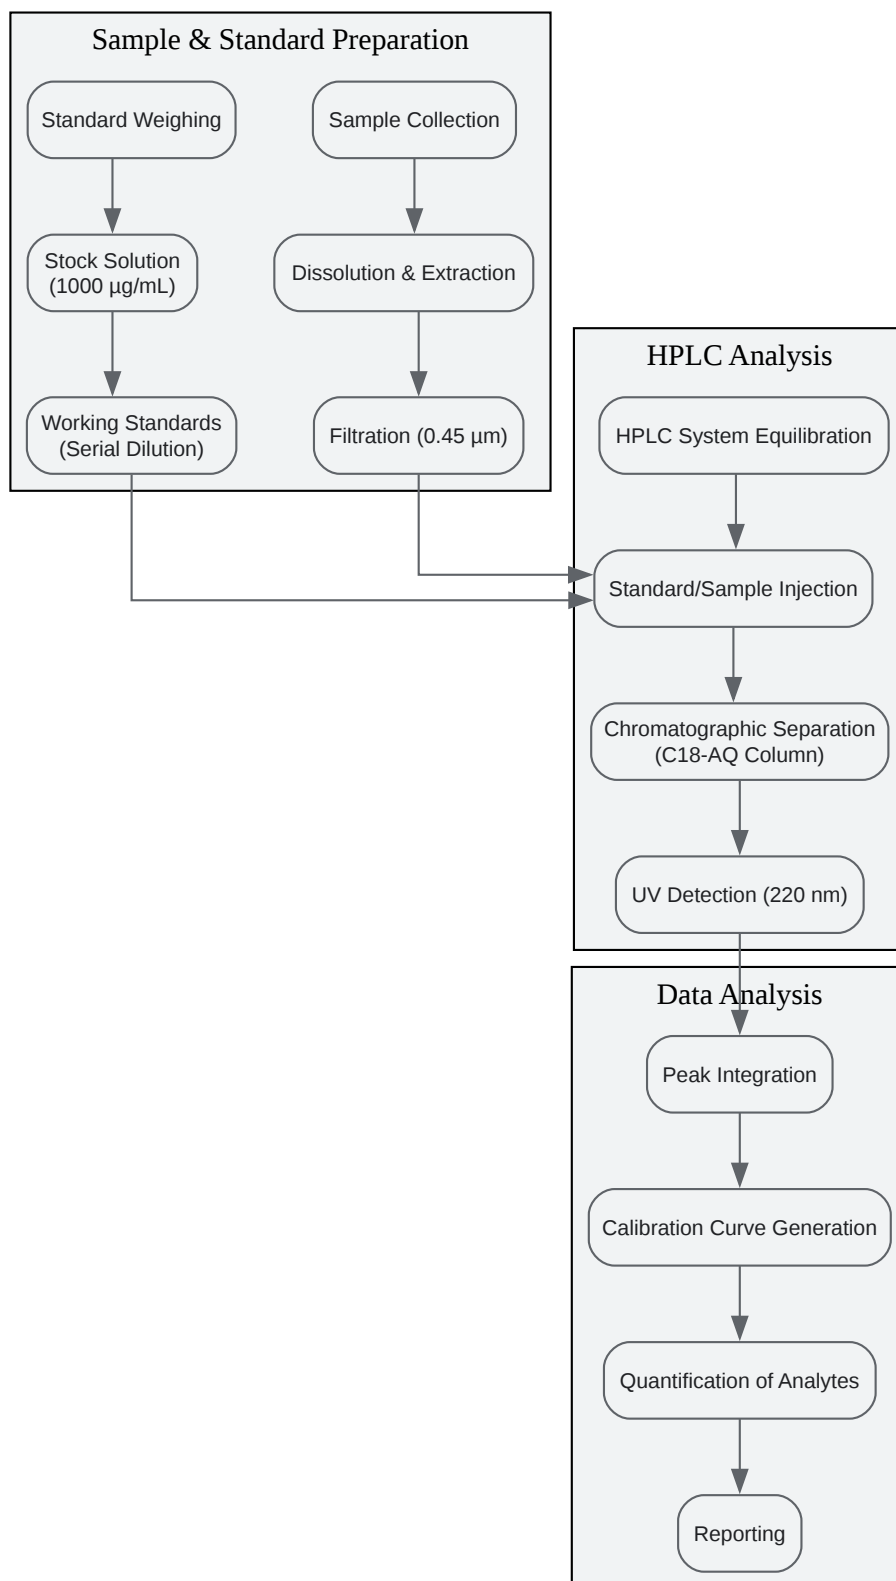 Sample & Standard Preparation
Standard Weighing
Sample Collection
Stock Solution
(1000 µg/mL)
Dissolution & Extraction
Working Standards
(Serial Dilution)
Filtration (0.45 µm)
HPLC Analysis
HPLC System Equilibration
Standard/Sample Injection
Chromatographic Separation
(C18-AQ Column)
UV Detection (220 nm)
Data Analysis
Peak Integration
Calibration Curve Generation
Quantification of Analytes
Reporting